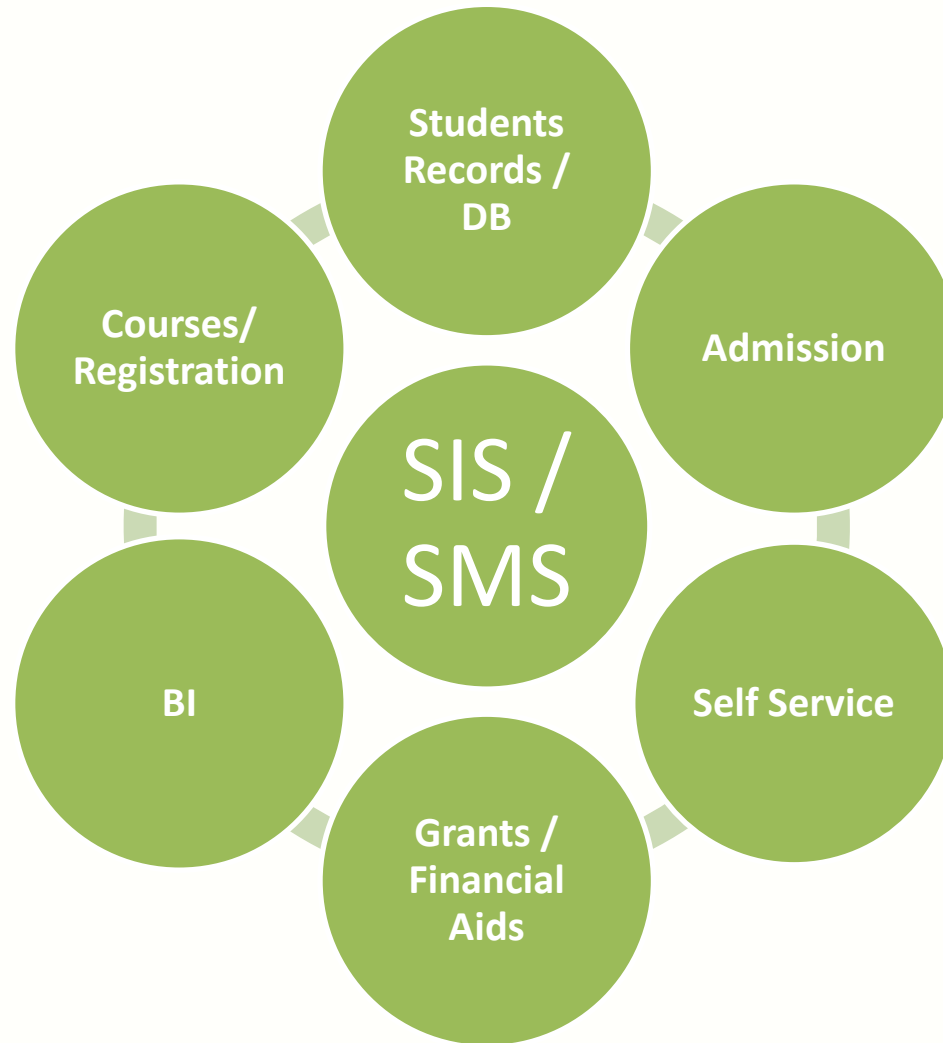 Students
Records /
DB
Admission
Self Service
Grants /
Financial
Aids
BI
Courses/
Registration
SIS /
SMS